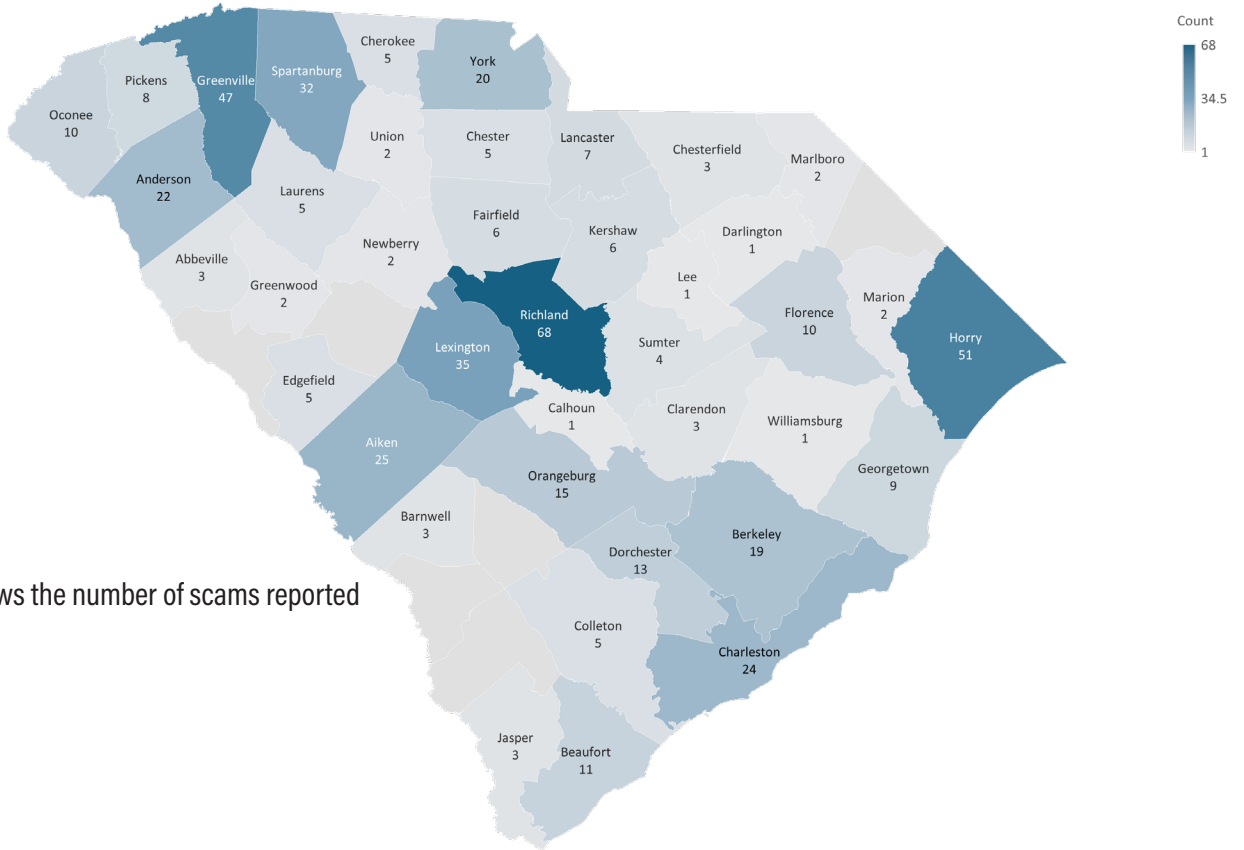 Count
68
34.5
1
Cherokee
5
York
20
Spartanburg
32
Greenville
47
Pickens
8
Oconee
10
Union
2
Chester
5
Lancaster
7
Chesterfield
3
Marlboro
2
Anderson
22
Laurens
5
Fairfield
6
Kershaw
6
Darlington
1
Newberry
2
Abbeville
3
Greenwood
2
Lee
1
Marion
2
Florence
10
Richland
68
Horry
51
Lexington
35
Sumter
4
Edgefield
5
Calhoun
1
Clarendon
3
Williamsburg
1
Aiken
25
Georgetown
9
Orangeburg
15
Barnwell
3
Berkeley
19
Dorchester
13
ws the number of scams reported
Colleton
5
Charleston
24
Jasper
3
Beaufort
11